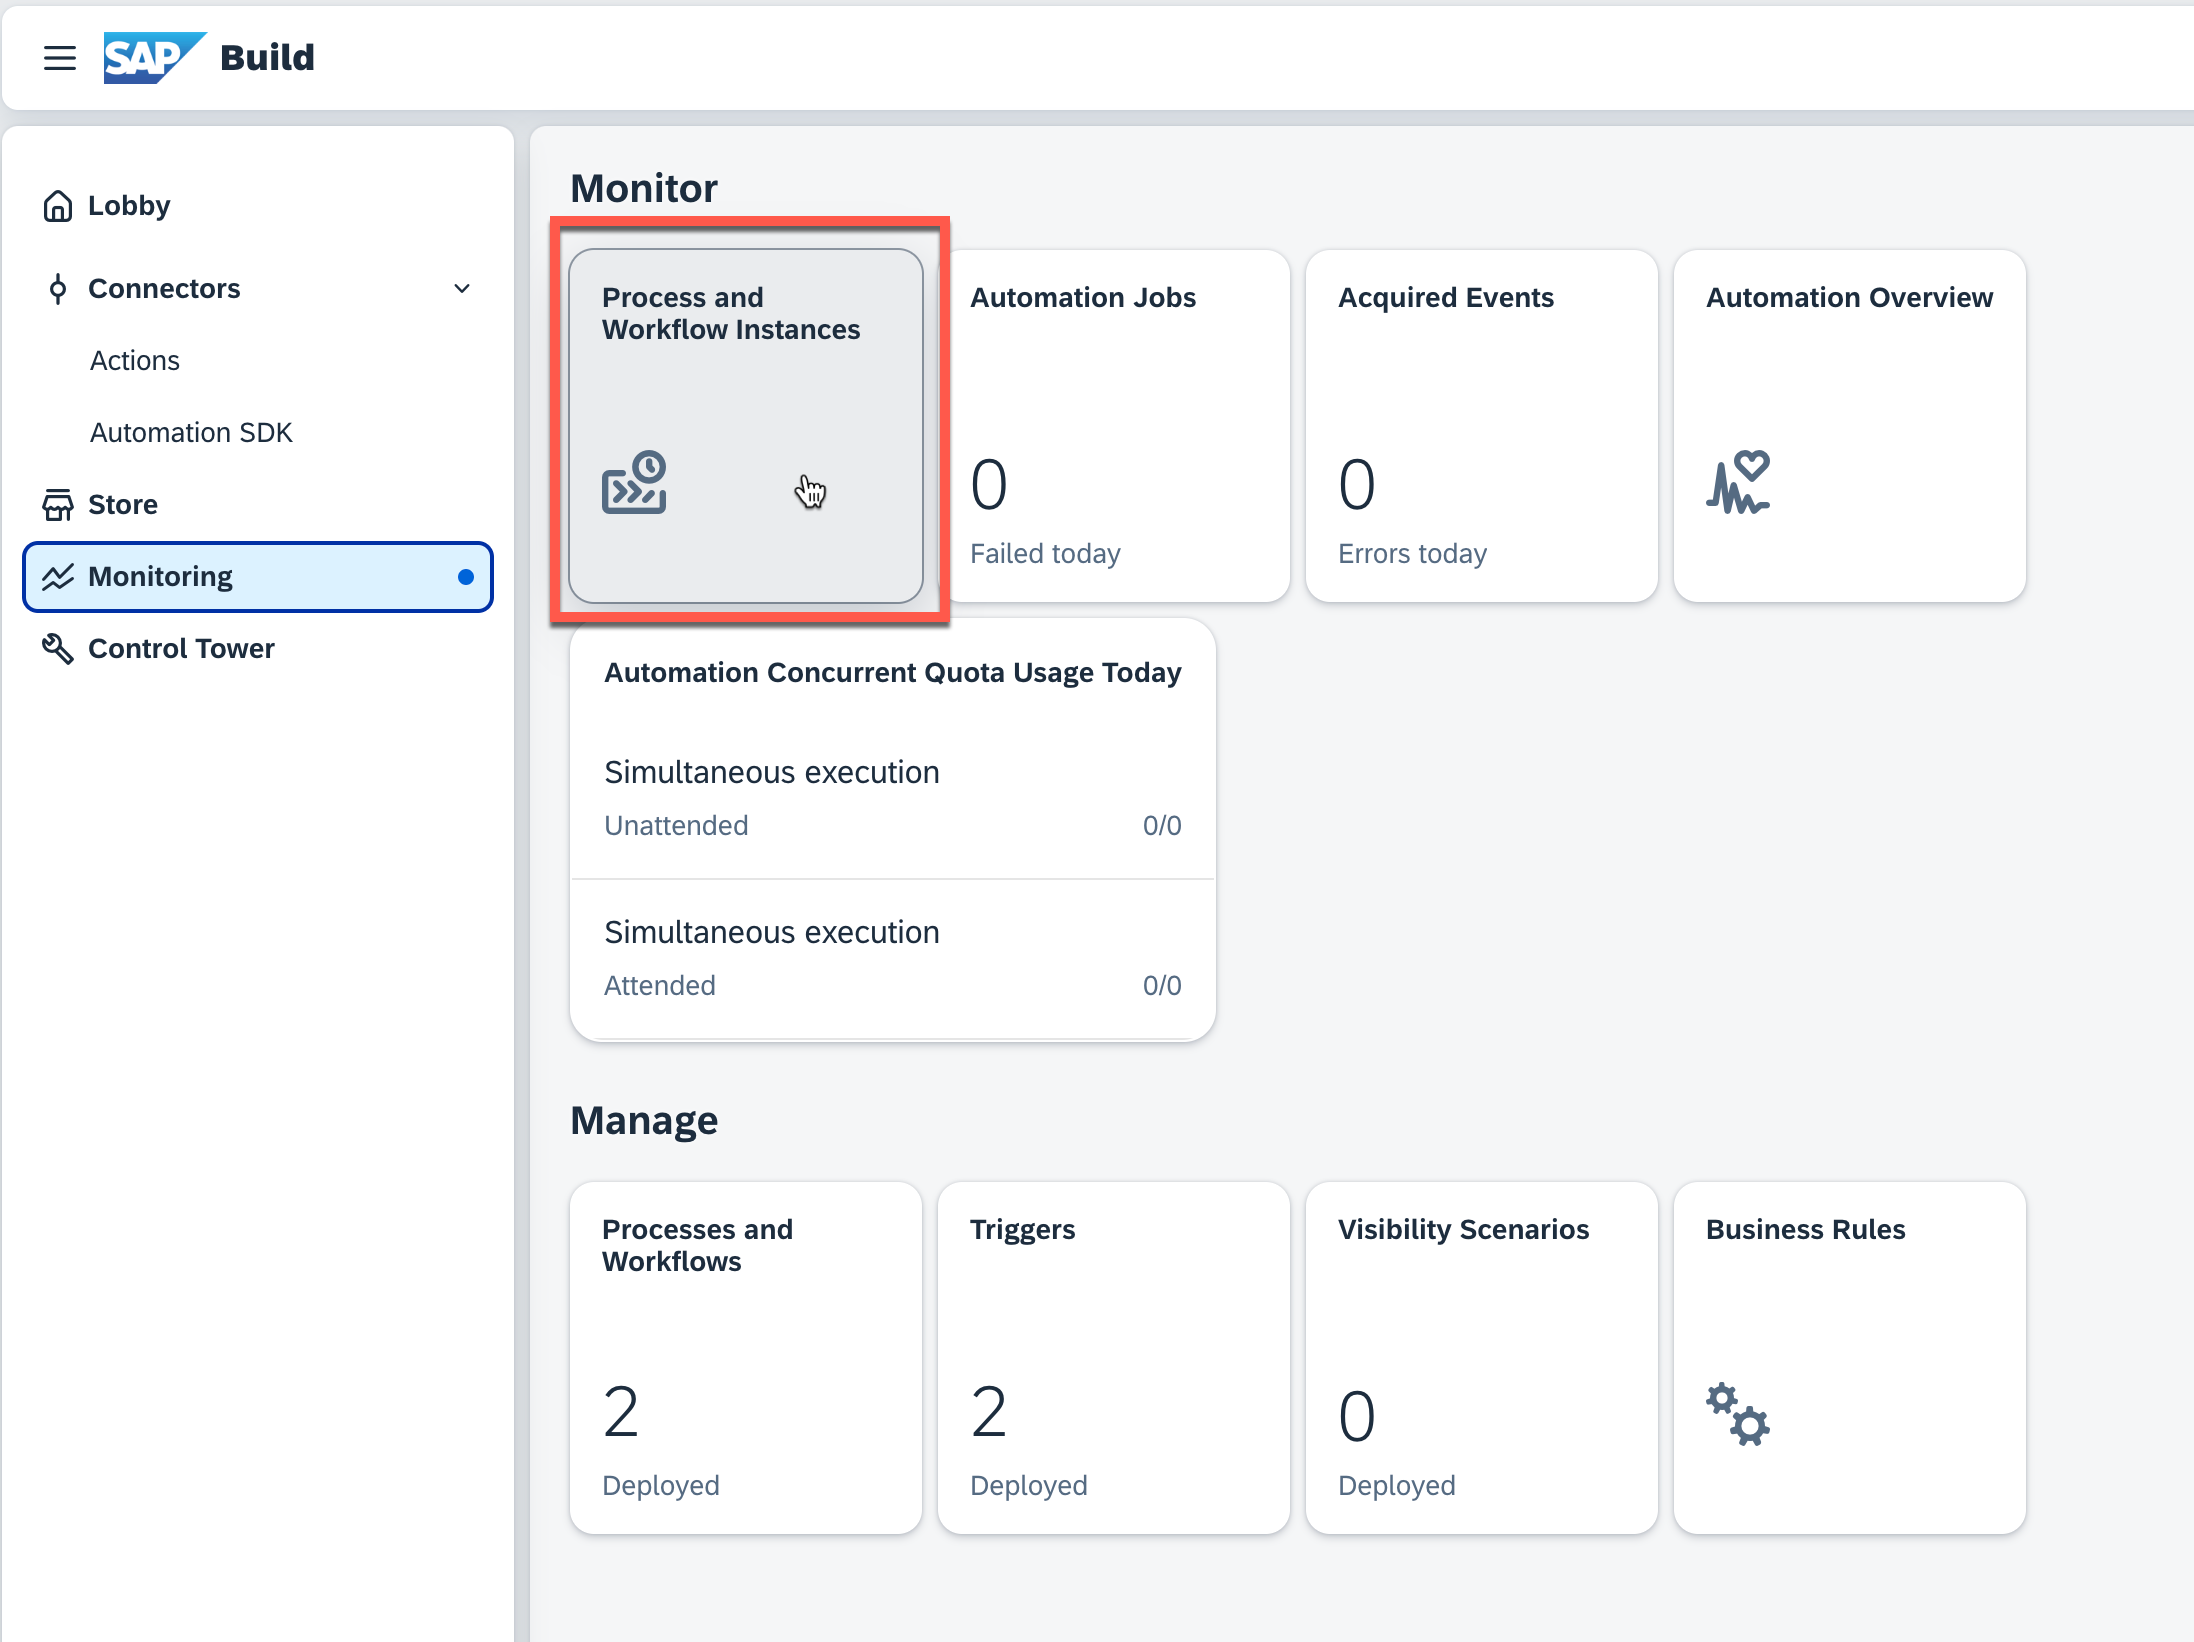 SAP Build
Lobby
Connectors
Actions
Automation SDK
Store
Monitoring
Control Tower
Monitor
Process and
Workflow Instances
Automation Jobs
0
Failed today
Acquired Events
0
Errors today
Automation Overview
Automation Concurrent Quota Usage Today
Simultaneous execution
Unattended 0/0
Simultaneous execution
Attended 0/0
Manage
Processes and
Workflows
2
Deployed
Triggers
2
Deployed
Visibility Scenarios
0
Deployed
Business Rules